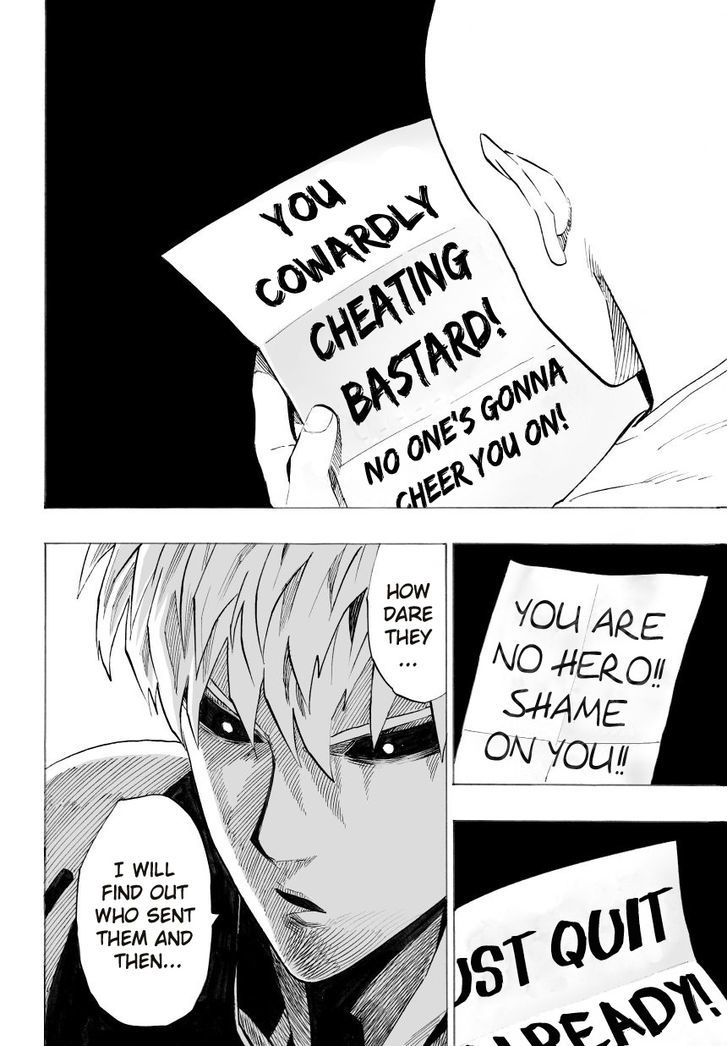 YOU
COWARDLY
CHEATING
BASTARD!
NO ONE'S GONNA
CHEER YOU ON!
YOU ARE
NO HERO!!
SHAME
ON YOU!!
UST QUIT
LREADY!
HOW
DARE
THEY
...
I WILL
FIND OUT
WHO SENT
THEM AND
THEN...